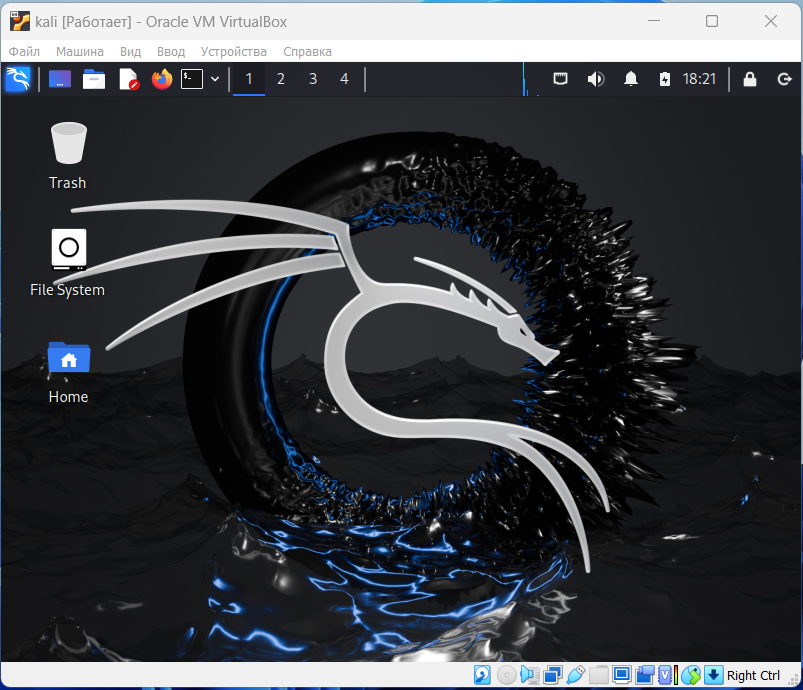 kali [Работает] - Oracle VM VirtualBox
Файл Машина Вид Ввод Устройства Справка
1 2 3 4 18:21
Trash
File System
Home
Right Ctrl